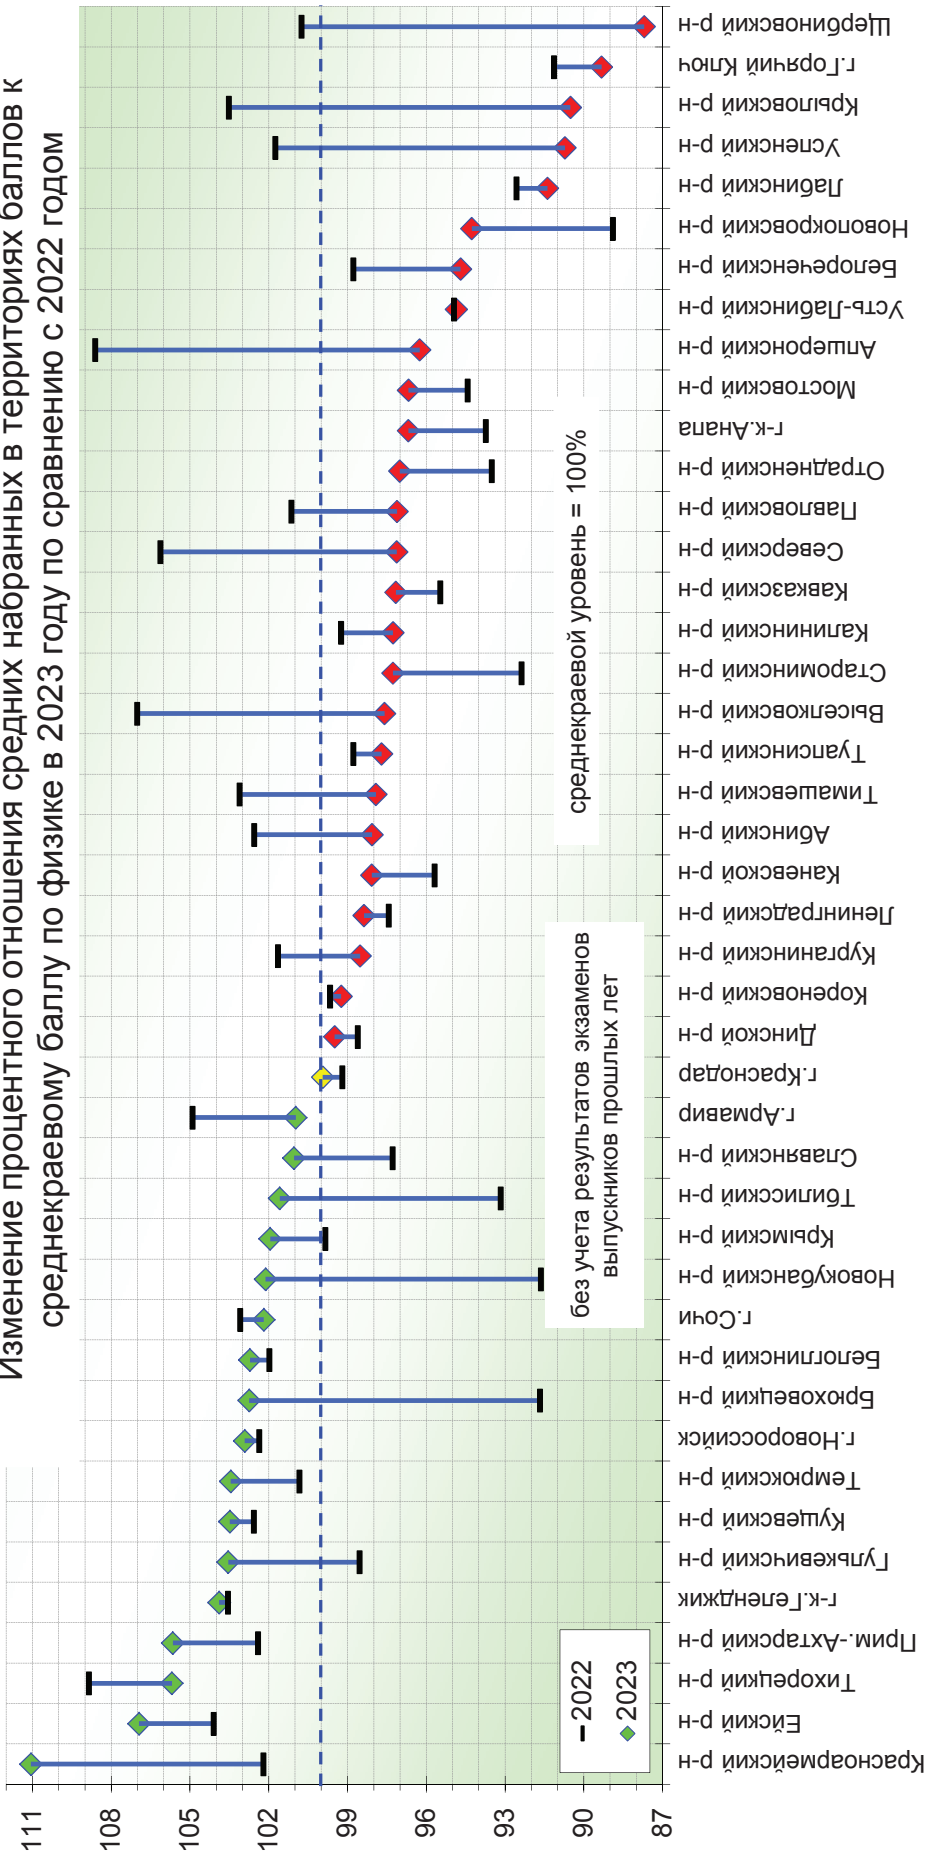 Изменение процентного отношения средних набранных в территориях баллов к
среднекраевому баллу по физике в 2023 году по сравнению с 2022 годом
111
108
105
102
99
96
93
90
87
2022
2023
без учета результатов экзаменов
выпускников прошлых лет
среднекраевой уровень = 100%
Красноармейский р-н
Ейский р-н
Тихорецкий р-н
Прим.-Ахтарский р-н
г-к.Геленджик
Гулькевичский р-н
Кущевский р-н
Темрюкский р-н
г.Новороссийск
Брюховецкий р-н
Белоглинский р-н
г.Сочи
Новокубанский р-н
Крымский р-н
Тбилисский р-н
Славянский р-н
г.Армавир
г.Краснодар
Динской р-н
Кореновский р-н
Курганинский р-н
Ленинградский р-н
Каневской р-н
Абинский р-н
Тимашевский р-н
Туапсинский р-н
Выселковский р-н
Староминский р-н
Калининский р-н
Кавказский р-н
Северский р-н
Павловский р-н
Отрадненский р-н
г-к.Анапа
Мостовский р-н
Апшеронский р-н
Усть-Лабинский р-н
Белореченский р-н
Новопокровский р-н
Лабинский р-н
Успенский р-н
Крыловский р-н
г.Горячий Ключ
Щербиновский р-н